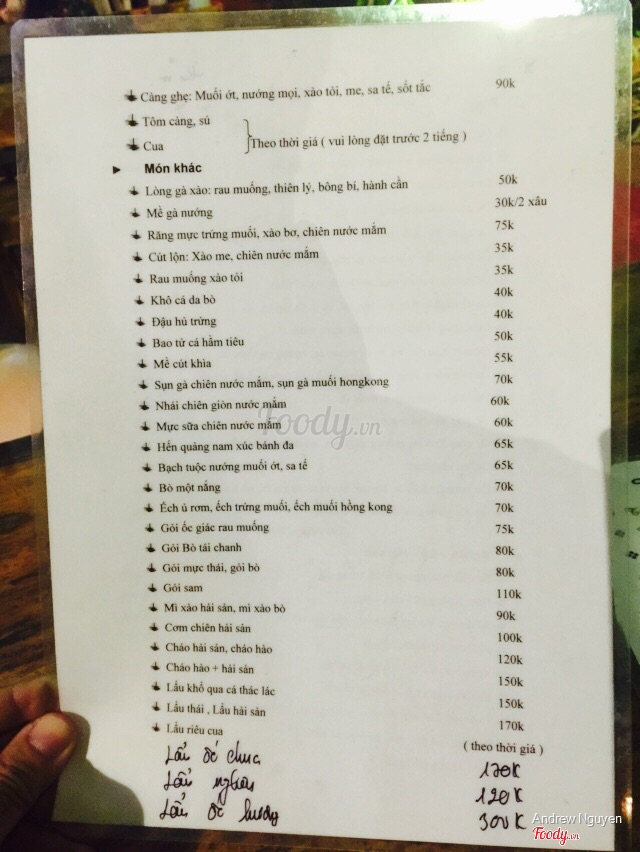 Càng ghẹ: Muối ớt, nướng mọi, xào tỏi, me, sa tế, sốt tắc 90k
Tôm càng, sú
Theo thời giá ( vui lòng đặt trước 2 tiếng )
Cua
Món khác
Lòng gà xào: rau muống, thiên lý, bông bí, hành cần 50k
Mề gà nướng 30k/2 xâu
Răng mực trứng muối, xào bơ, chiên nước mắm 75k
Cút lộn: Xào me, chiên nước mắm 35k
Rau muống xào tỏi 35k
Khô cá da bò 40k
Đậu hủ trứng 40k
Bao tử cá hầm tiêu 50k
Mề cút khìa 55k
Sụn gà chiên nước mắm, sụn gà muối hongkong 70k
Nhái chiên giòn nước mắm 60k
Mực sữa chiên nước mắm 60k
Hến quảng nam xúc bánh đa 65k
Bạch tuộc nướng muối ớt, sa tế 65k
Bò một nắng 70k
Ếch ủ rơm, ếch trứng muối, ếch muối hồng kong 70k
Gỏi ốc giác rau muống 75k
Gỏi Bò tái chanh 80k
Gỏi mực thái, gỏi bò 80k
Gỏi sam 110k
Mì xào hải sản, mì xào bò 90k
Cơm chiên hải sản 100k
Cháo hải sản, cháo hào 120k
Cháo hào + hải sản 150k
Lẩu khổ qua cá thác lác 150k
Lẩu thái , Lẩu hải sản 170k
Lẩu riêu cua ( theo thời giá )
Lẩu ốc chua 170K
Lẩu nghêu 120K
Lẩu ốc hương 300K
Foody.vn
Andrew Nguyen
Foody.vn